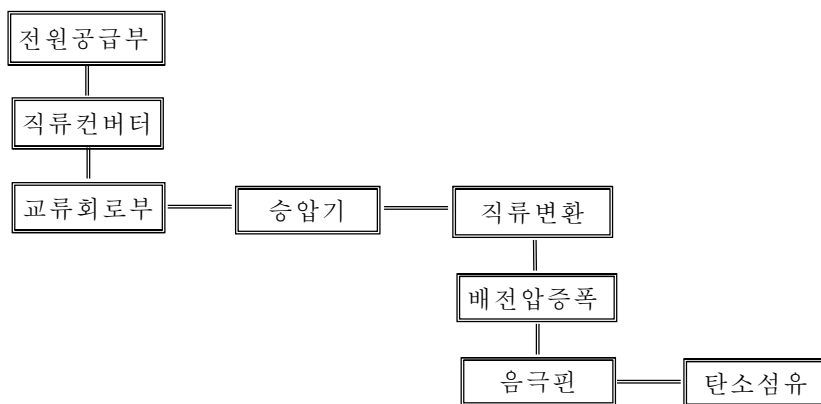 전원공급부
직류컨버터
교류회로부
승압기
직류변환
배전압증폭
음극핀
탄소섬유